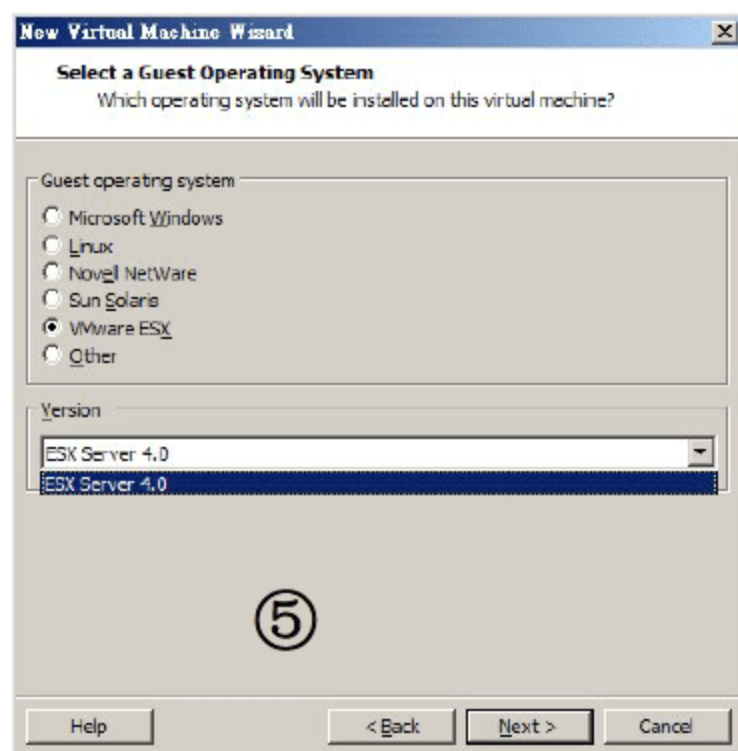 New Virtual Machine Wizard
Select a Guest Operating System
Which operating system will be installed on this virtual machine?
Guest operating system
Microsoft Windows
Linux
Novell NetWare
Sun Solaris
VMware ESX
Other
Version
ESX Server 4.0
ESX Server 4.0
⑤
Help
< Back
Next >
Cancel